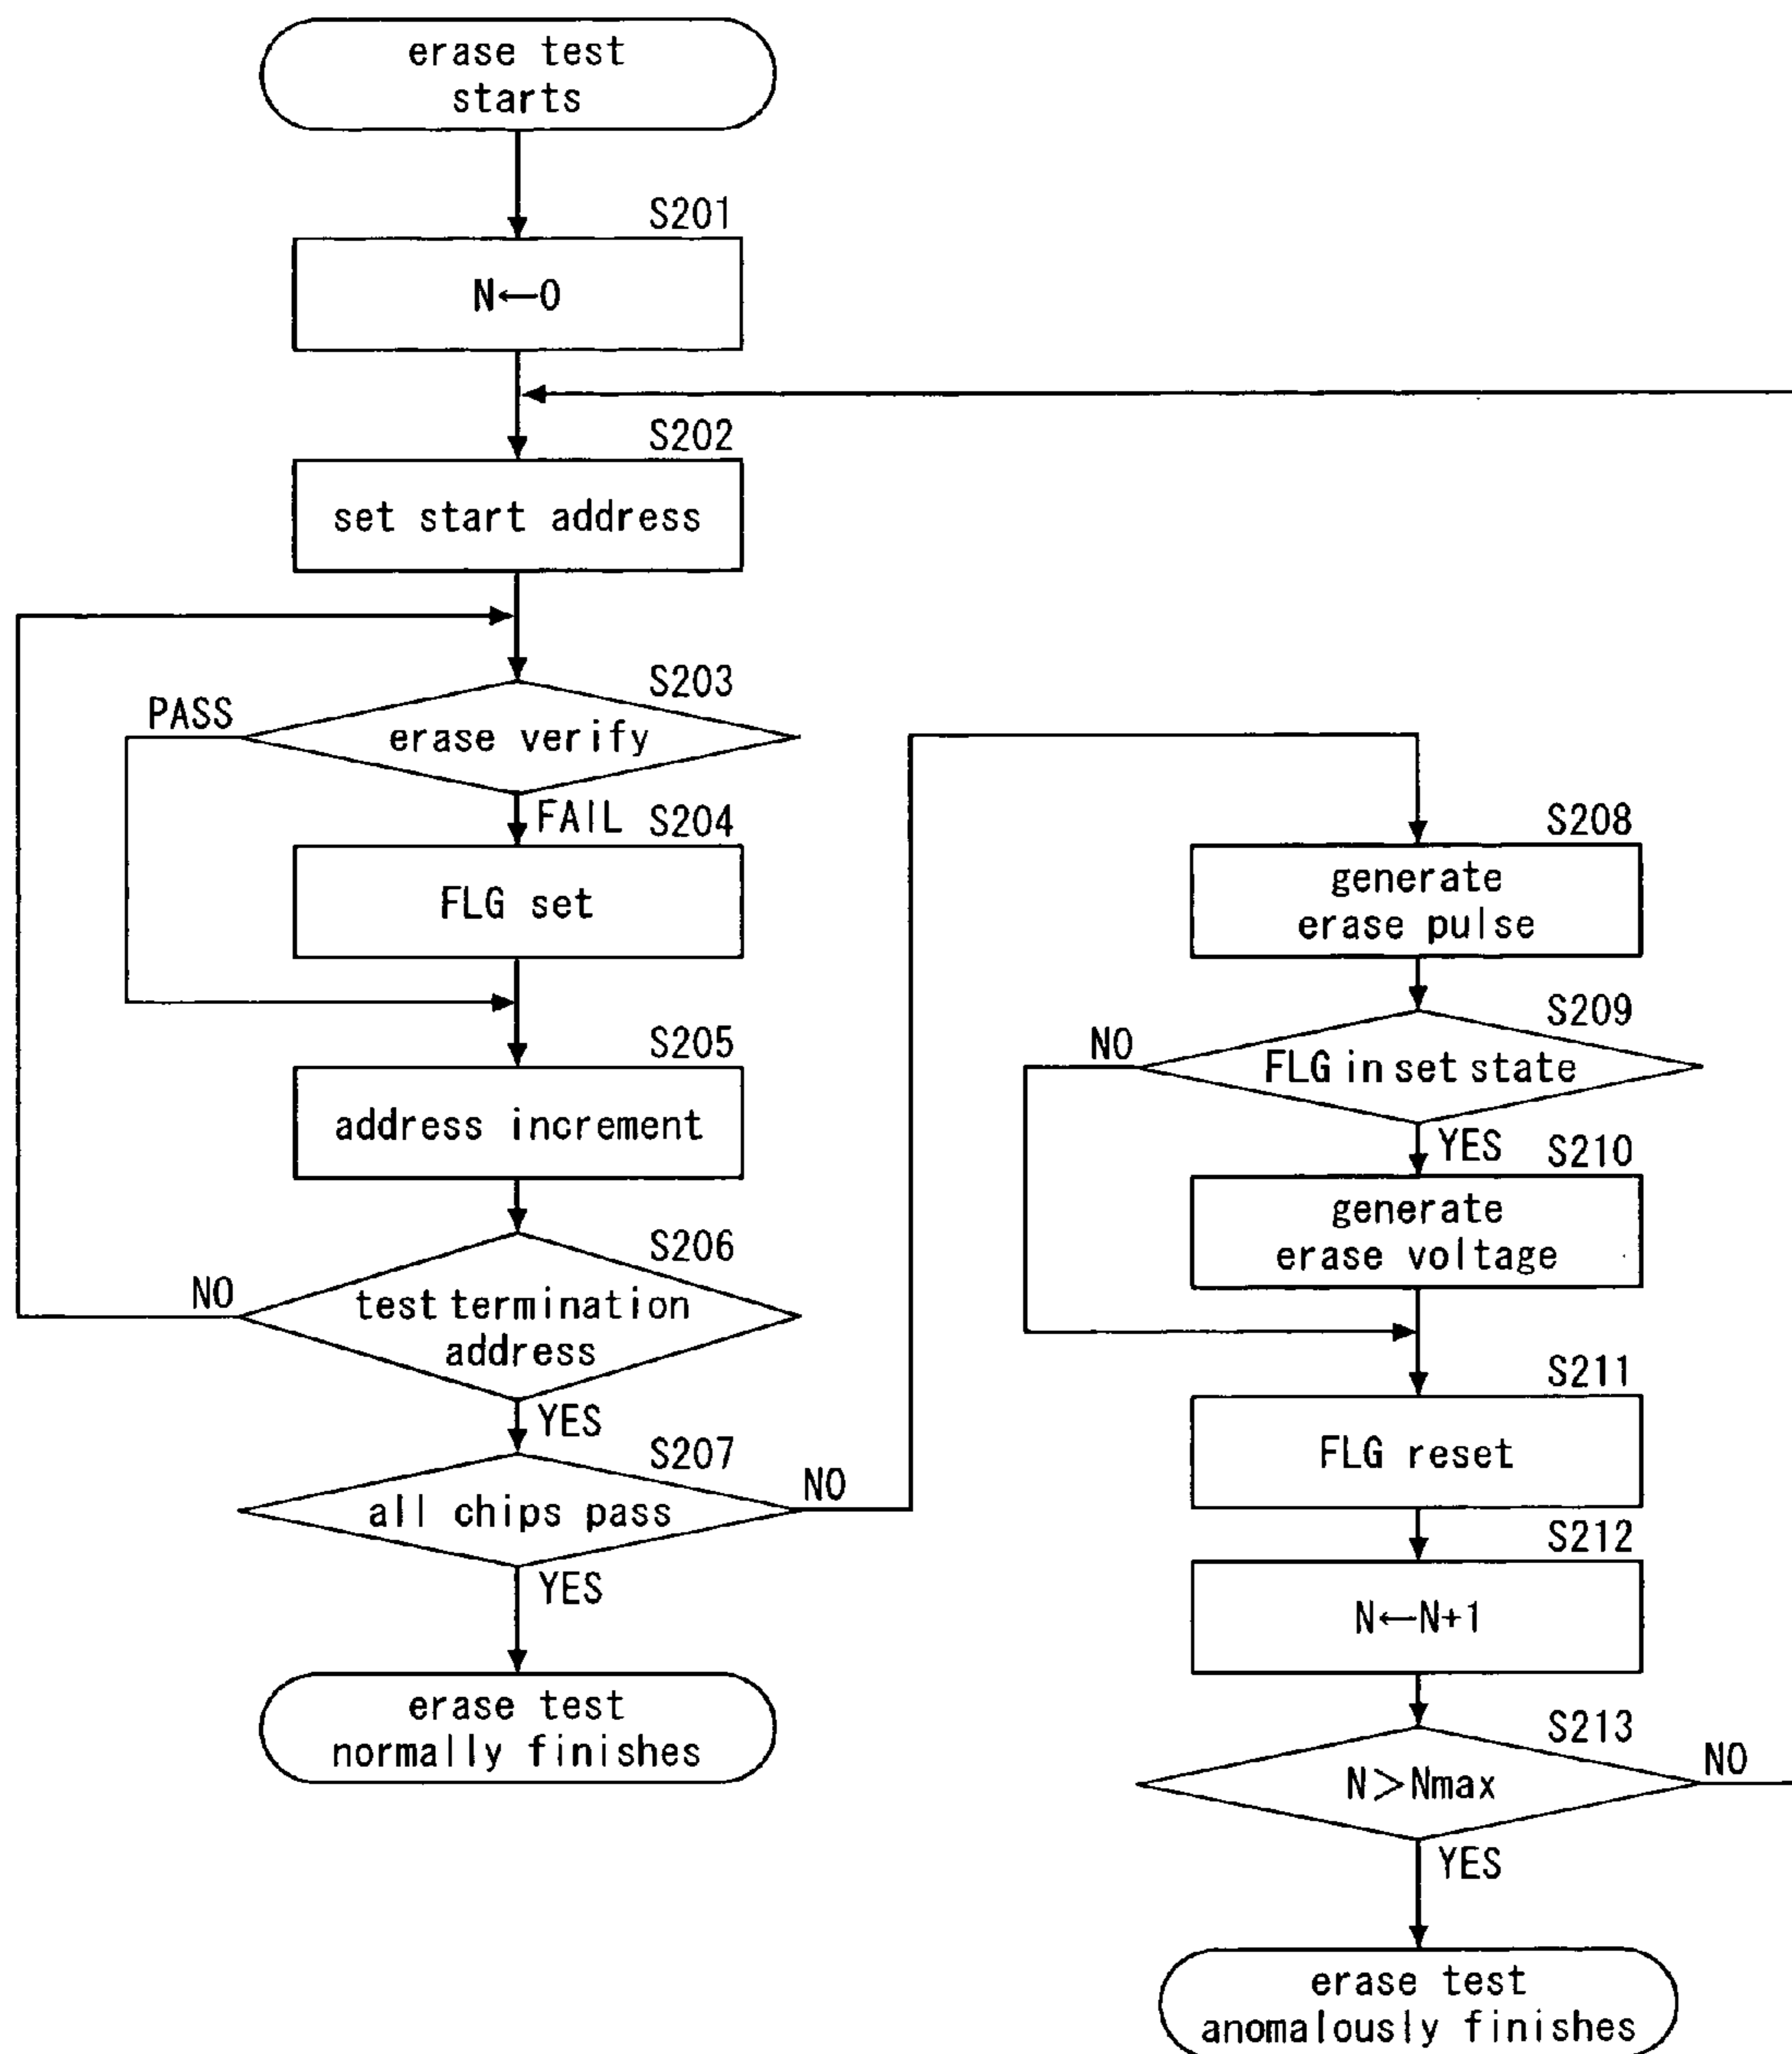 erase test
starts
S201
N←0
S202
set start address
S203
PASS
erase verify
FAIL
S204
FLG set
S205
address increment
S206
NO
test termination
address
YES
S207
all chips pass
NO
YES
erase test
normally finishes
S208
generate
erase pulse
S209
NO
FLG in set state
YES
S210
generate
erase voltage
S211
FLG reset
S212
N←N+1
S213
N>Nmax
NO
YES
erase test
anomalously finishes